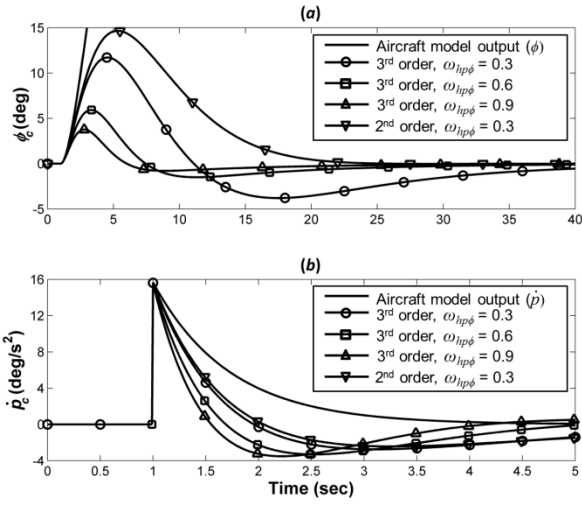 (a)
15
10
5
0
-5
ϕc (deg)
Aircraft model output (ϕ)
3rd order, ωhpϕ = 0.3
3rd order, ωhpϕ = 0.6
3rd order, ωhpϕ = 0.9
2nd order, ωhpϕ = 0.3
0 5 10 15 20 25 30 35 40
(b)
16
12
8
4
0
-4
ṗc (deg/s²)
Aircraft model output (ṗ)
3rd order, ωhpϕ = 0.3
3rd order, ωhpϕ = 0.6
3rd order, ωhpϕ = 0.9
2nd order, ωhpϕ = 0.3
0 0.5 1 1.5 2 2.5 3 3.5 4 4.5 5
Time (sec)